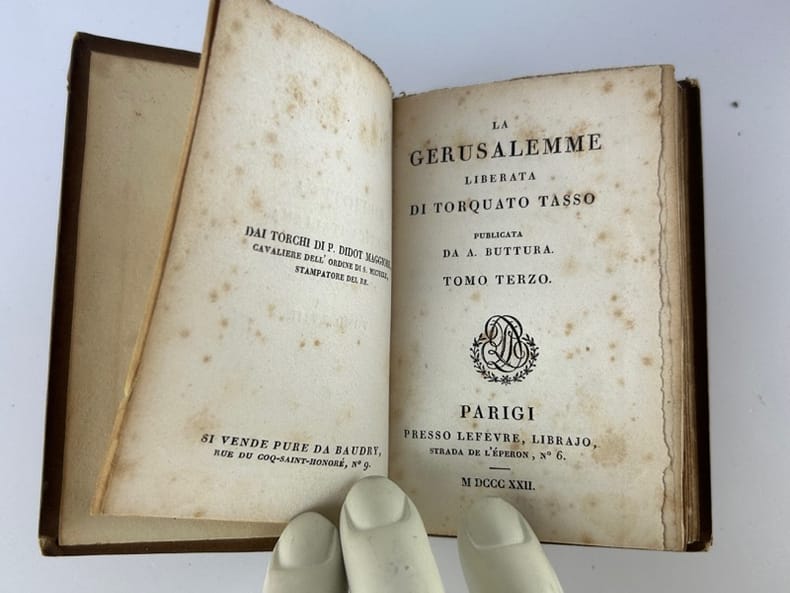 DAI TORCHI DI P. DIDOT MAGGIORE,
CAVALIERE DELL' ORDINE DI S. MICHELE,
STAMPATORE DEL RE.
SI VENDE PURE DA BAUDRY,
RUE DU COQ-SAINT-HONORÉ, Nº 9.
LA
GERUSALEMME
LIBERATA
DI TORQUATO TASSO
PUBLICATA
DA A. BUTTURA.
TOMO TERZO.
PARIGI
PRESSO LEFÈVRE, LIBRAJO,
STRADA DE L'ÉPERON, Nº 6.
M DCCC XXII.